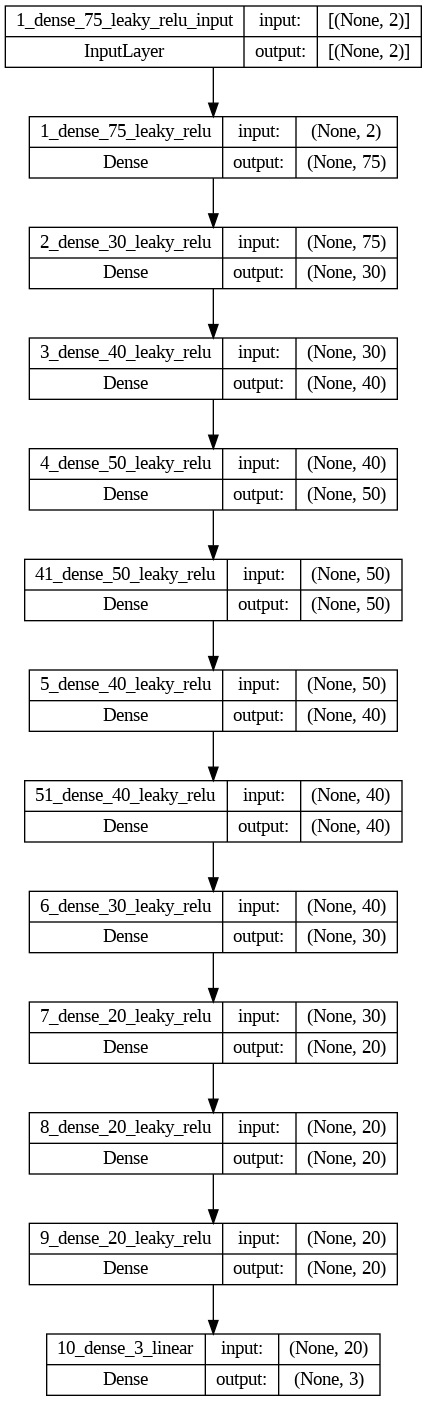 1_dense_75_leaky_relu_input input: [(None, 2)]
InputLayer output: [(None, 2)]
1_dense_75_leaky_relu input: (None, 2)
Dense output: (None, 75)
2_dense_30_leaky_relu input: (None, 75)
Dense output: (None, 30)
3_dense_40_leaky_relu input: (None, 30)
Dense output: (None, 40)
4_dense_50_leaky_relu input: (None, 40)
Dense output: (None, 50)
41_dense_50_leaky_relu input: (None, 50)
Dense output: (None, 50)
5_dense_40_leaky_relu input: (None, 50)
Dense output: (None, 40)
51_dense_40_leaky_relu input: (None, 40)
Dense output: (None, 40)
6_dense_30_leaky_relu input: (None, 40)
Dense output: (None, 30)
7_dense_20_leaky_relu input: (None, 30)
Dense output: (None, 20)
8_dense_20_leaky_relu input: (None, 20)
Dense output: (None, 20)
9_dense_20_leaky_relu input: (None, 20)
Dense output: (None, 20)
10_dense_3_linear input: (None, 20)
Dense output: (None, 3)